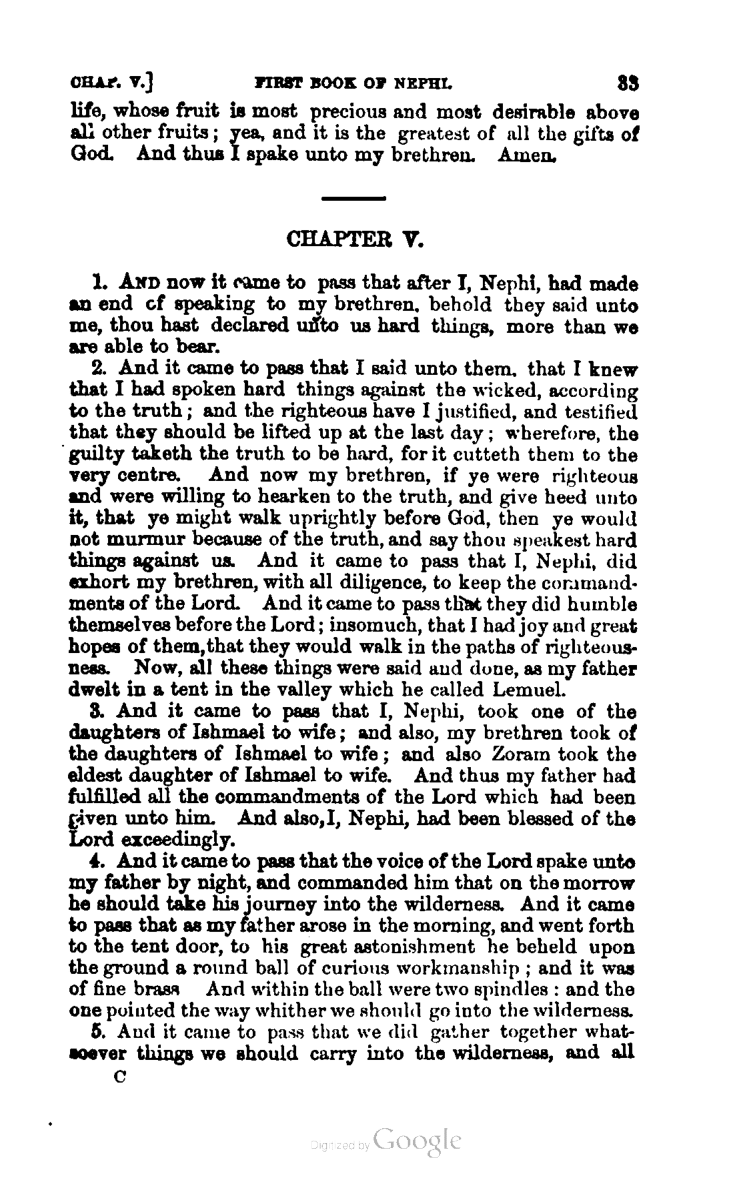 CHAP. V.] FIRST BOOK OF NEPHI. 33
life, whose fruit is most precious and most desirable above
all other fruits; yea, and it is the greatest of all the gifts of
God. And thus I spake unto my brethren. Amen.
CHAPTER V.
1. AND now it came to pass that after I, Nephi, had made
an end of speaking to my brethren, behold they said unto
me, thou hast declared unto us hard things, more than we
are able to bear.
2. And it came to pass that I said unto them, that I knew
that I had spoken hard things against the wicked, according
to the truth; and the righteous have I justified, and testified
that they should be lifted up at the last day; wherefore, the
guilty taketh the truth to be hard, for it cutteth them to the
very centre. And now my brethren, if ye were righteous
and were willing to hearken to the truth, and give heed unto
it, that ye might walk uprightly before God, then ye would
not murmur because of the truth, and say thou speakest hard
things against us. And it came to pass that I, Nephi, did
exhort my brethren, with all diligence, to keep the command-
ments of the Lord. And it came to pass that they did humble
themselves before the Lord; insomuch, that I had joy and great
hopes of them, that they would walk in the paths of righteous-
ness. Now, all these things were said and done, as my father
dwelt in a tent in the valley which he called Lemuel.
3. And it came to pass that I, Nephi, took one of the
daughters of Ishmael to wife; and also, my brethren took of
the daughters of Ishmael to wife; and also Zoram took the
eldest daughter of Ishmael to wife. And thus my father had
fulfilled all the commandments of the Lord which had been
given unto him. And also, I, Nephi, had been blessed of the
Lord exceedingly.
4. And it came to pass that the voice of the Lord spake unto
my father by night, and commanded him that on the morrow
he should take his journey into the wilderness. And it came
to pass that as my father arose in the morning, and went forth
to the tent door, to his great astonishment he beheld upon
the ground a round ball of curious workmanship; and it was
of fine brass And within the ball were two spindles: and the
one pointed the way whither we should go into the wilderness.
5. And it came to pass that we did gather together what-
soever things we should carry into the wilderness, and all
C
Digitized by Google